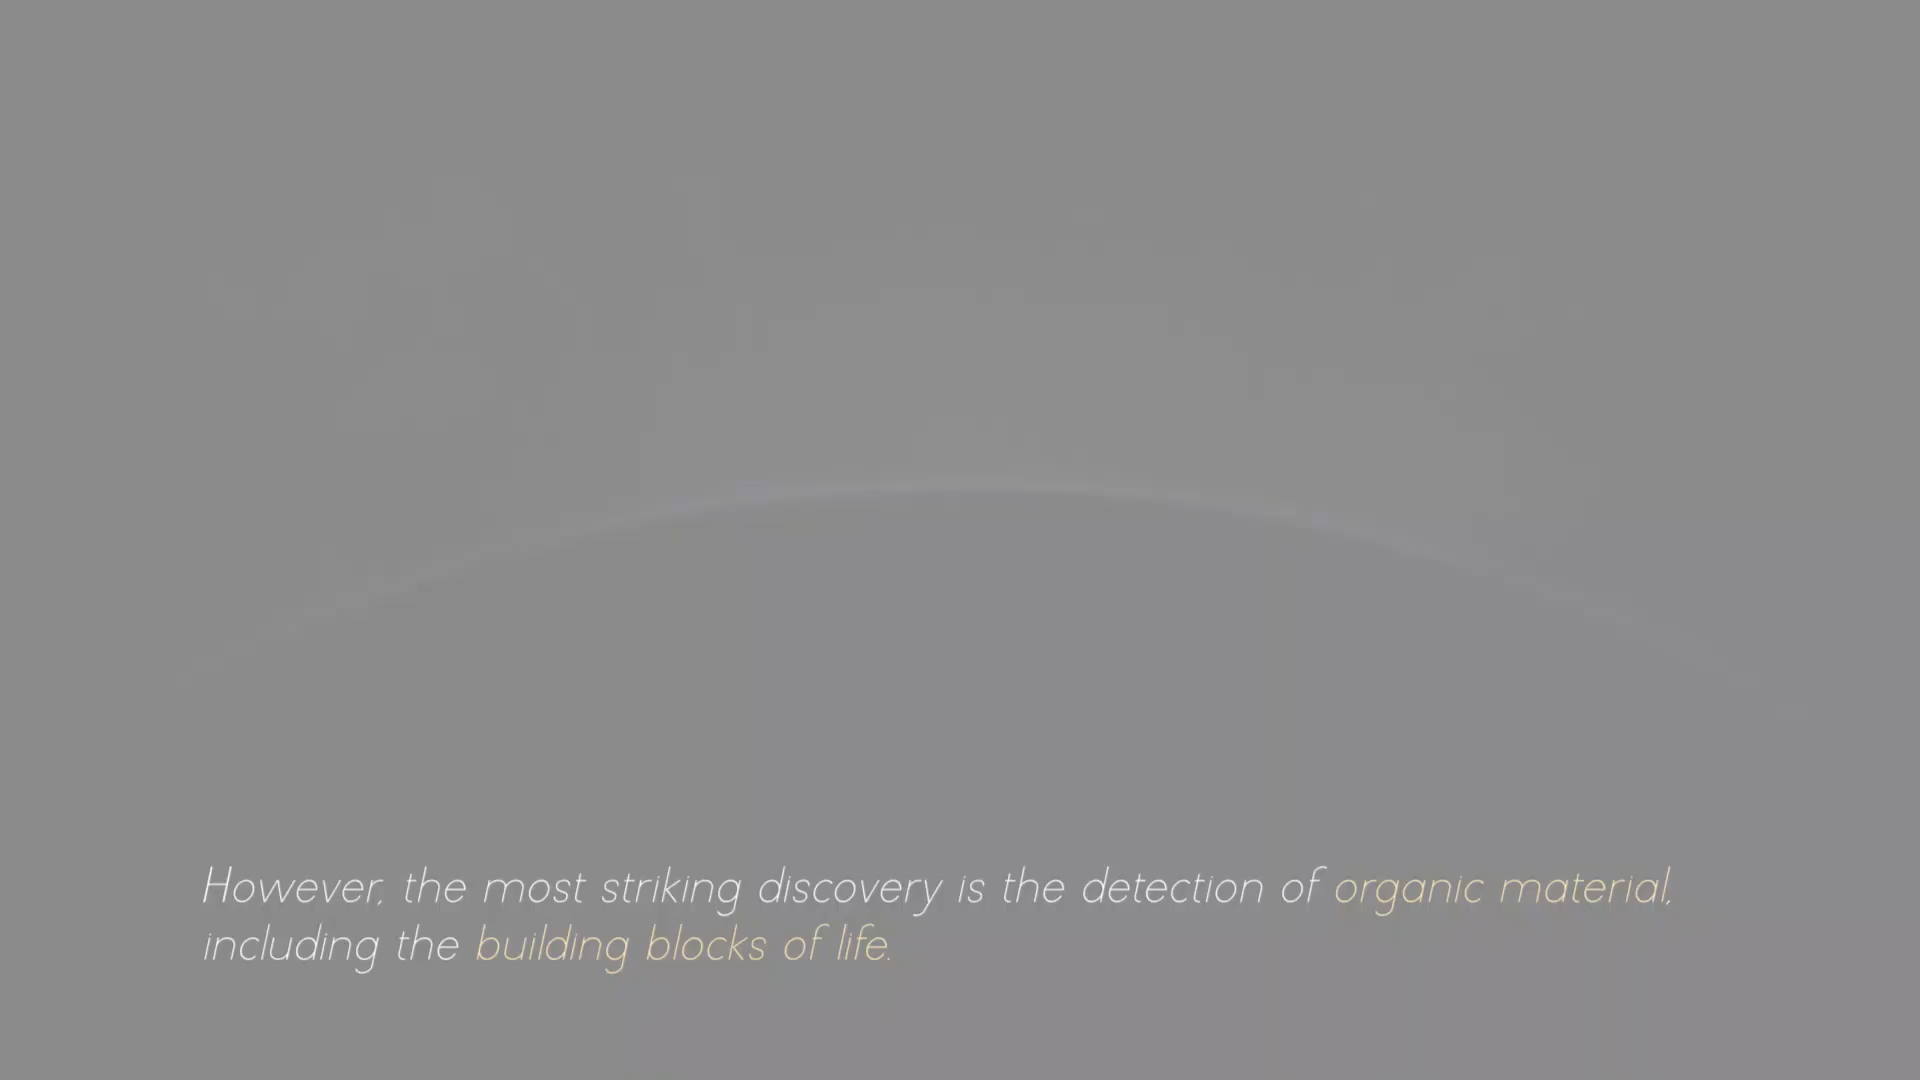 However, the most striking discovery is the detection of organic material,
including the building blocks of life.